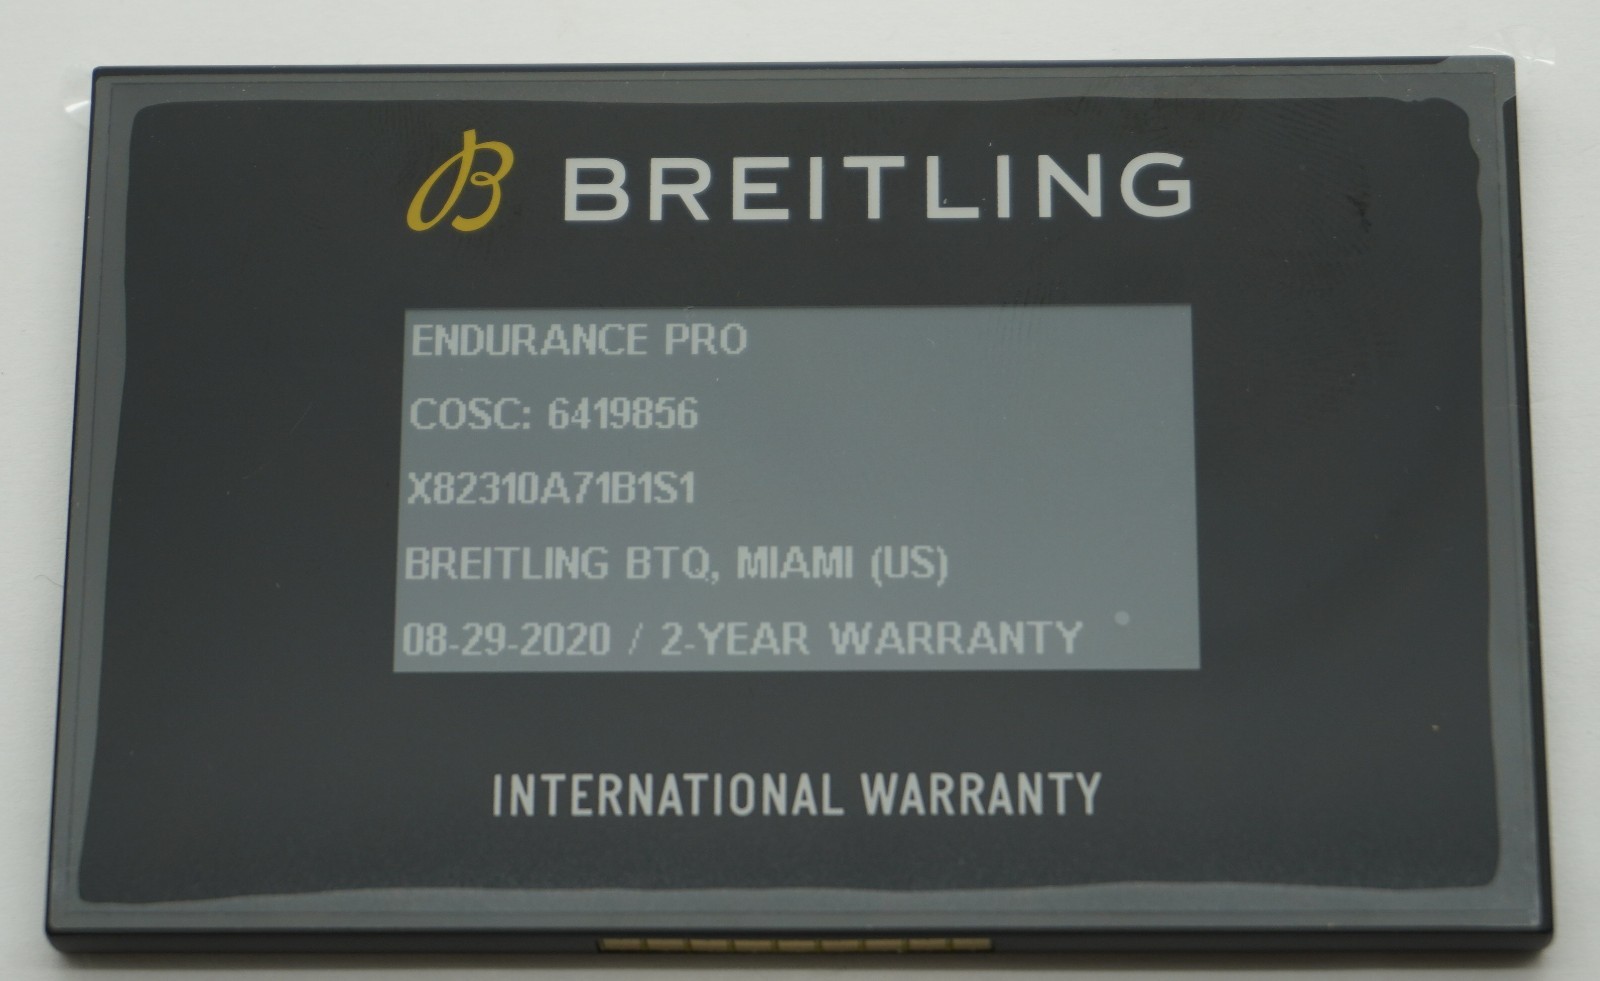 B BREITLING
ENDURANCE PRO
COSC: 6419856
X82310A71B1S1
BREITLING BTQ, MIAMI (US)
08-29-2020 / 2-YEAR WARRANTY
INTERNATIONAL WARRANTY